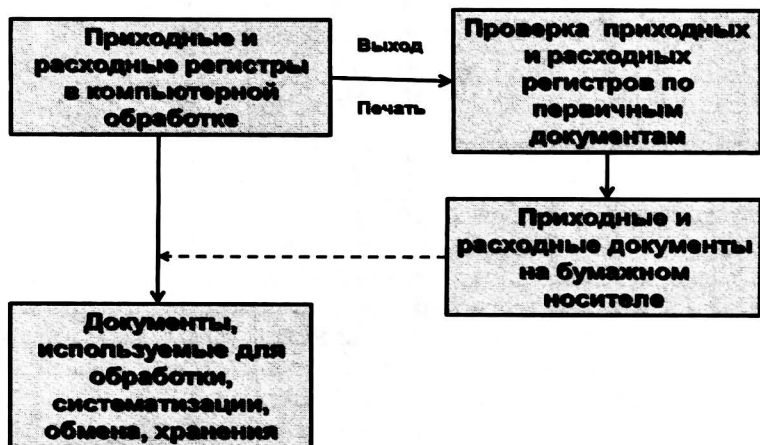 Приходные и
расходные регистры
в компьютерной
обработке
Выход
Печать
Проверка приходных
и расходных
регистров по
первичным
документам
Приходные и
расходные документы
на бумажном
носителе
Документы,
используемые для
обработки,
систематизации,
обмена, хранения